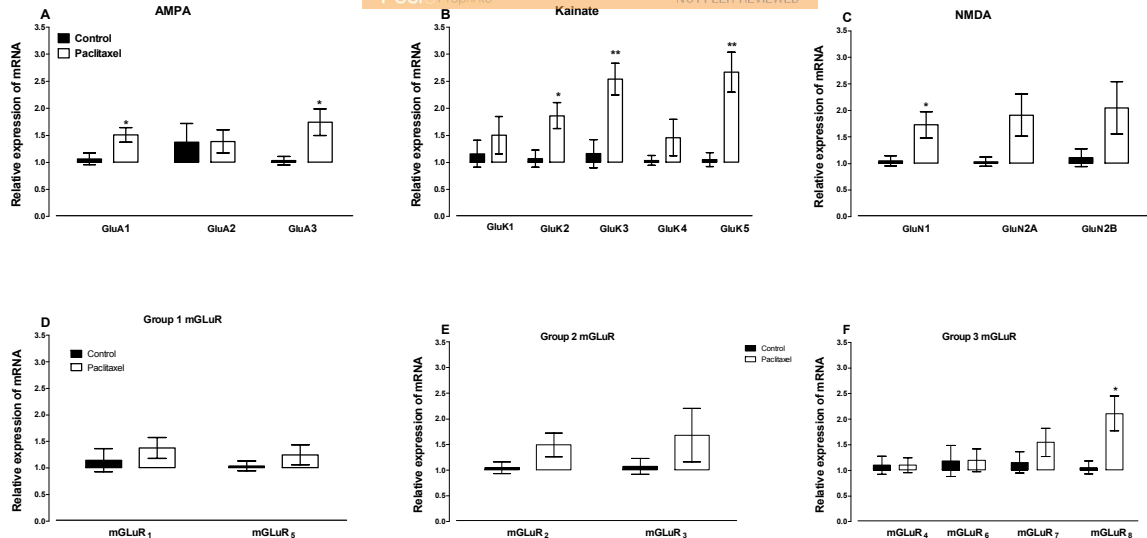 PeerJ Preprints
NOT PEER-REVIEWED
A
AMPA
Relative expression of mRNA
3.5
3.0
2.5
2.0
1.5
1.0
0.5
0.0
Control
Paclitaxel
*
*
GluA1
GluA2
GluA3
B
Kainate
Relative expression of mRNA
3.5
3.0
2.5
2.0
1.5
1.0
0.5
0.0
*
**
**
GluK1
GluK2
GluK3
GluK4
GluK5
C
NMDA
Relative expression of mRNA
3.5
3.0
2.5
2.0
1.5
1.0
0.5
0.0
*
GluN1
GluN2A
GluN2B
D
Group 1 mGLuR
Relative expression of mRNA
3.5
3.0
2.5
2.0
1.5
1.0
0.5
0.0
Control
Paclitaxel
mGLuR1
mGLuR5
E
Group 2 mGLuR
Relative expression of mRNA
3.5
3.0
2.5
2.0
1.5
1.0
0.5
0.0
Control
Paclitaxel
mGLuR2
mGLuR3
F
Group 3 mGLuR
Relative expression of mRNA
3.5
3.0
2.5
2.0
1.5
1.0
0.5
0.0
*
mGLuR4
mGLuR6
mGLuR7
mGLuR8